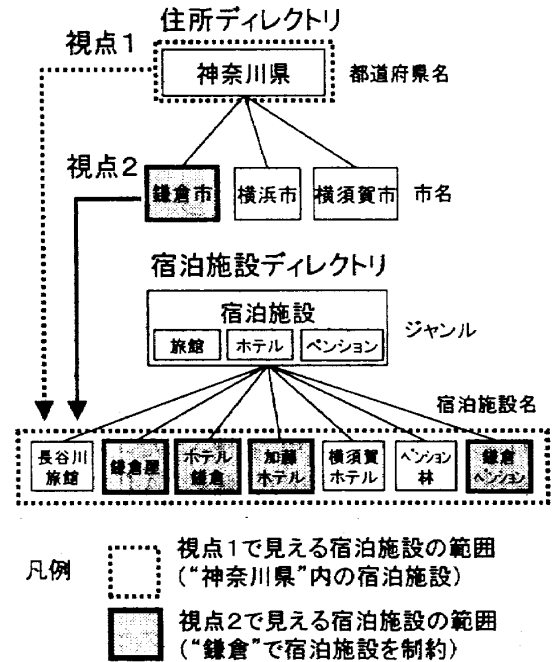 住所ディレクトリ
視点1
神奈川県
都道府県名
視点2
鎌倉市
横浜市
横須賀市
市名
宿泊施設ディレクトリ
宿泊施設
旅館
ホテル
ペンション
ジャンル
宿泊施設名
長谷川
旅館
鎌倉屋
ホテル
鎌倉
加藤
ホテル
横須賀
ホテル
ペンション
林
鎌倉
ペンション
凡例
視点1で見える宿泊施設の範囲
(“神奈川県”内の宿泊施設)
視点2で見える宿泊施設の範囲
(“鎌倉”で宿泊施設を制約)